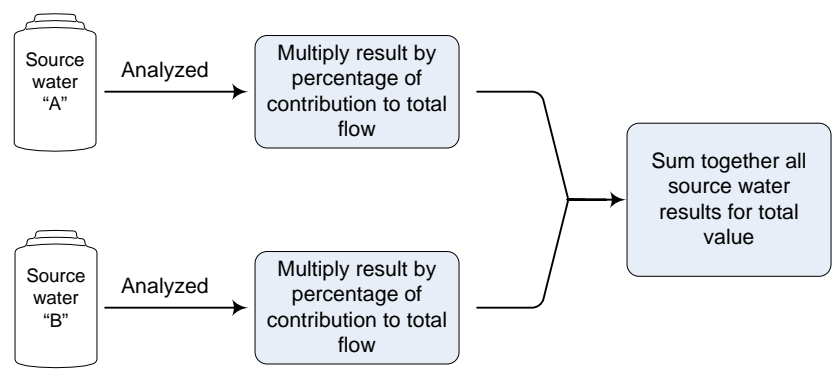 Source
water
“A”
Analyzed
Multiply result by
percentage of
contribution to total
flow
Source
water
“B”
Analyzed
Multiply result by
percentage of
contribution to total
flow
Sum together all
source water
results for total
value